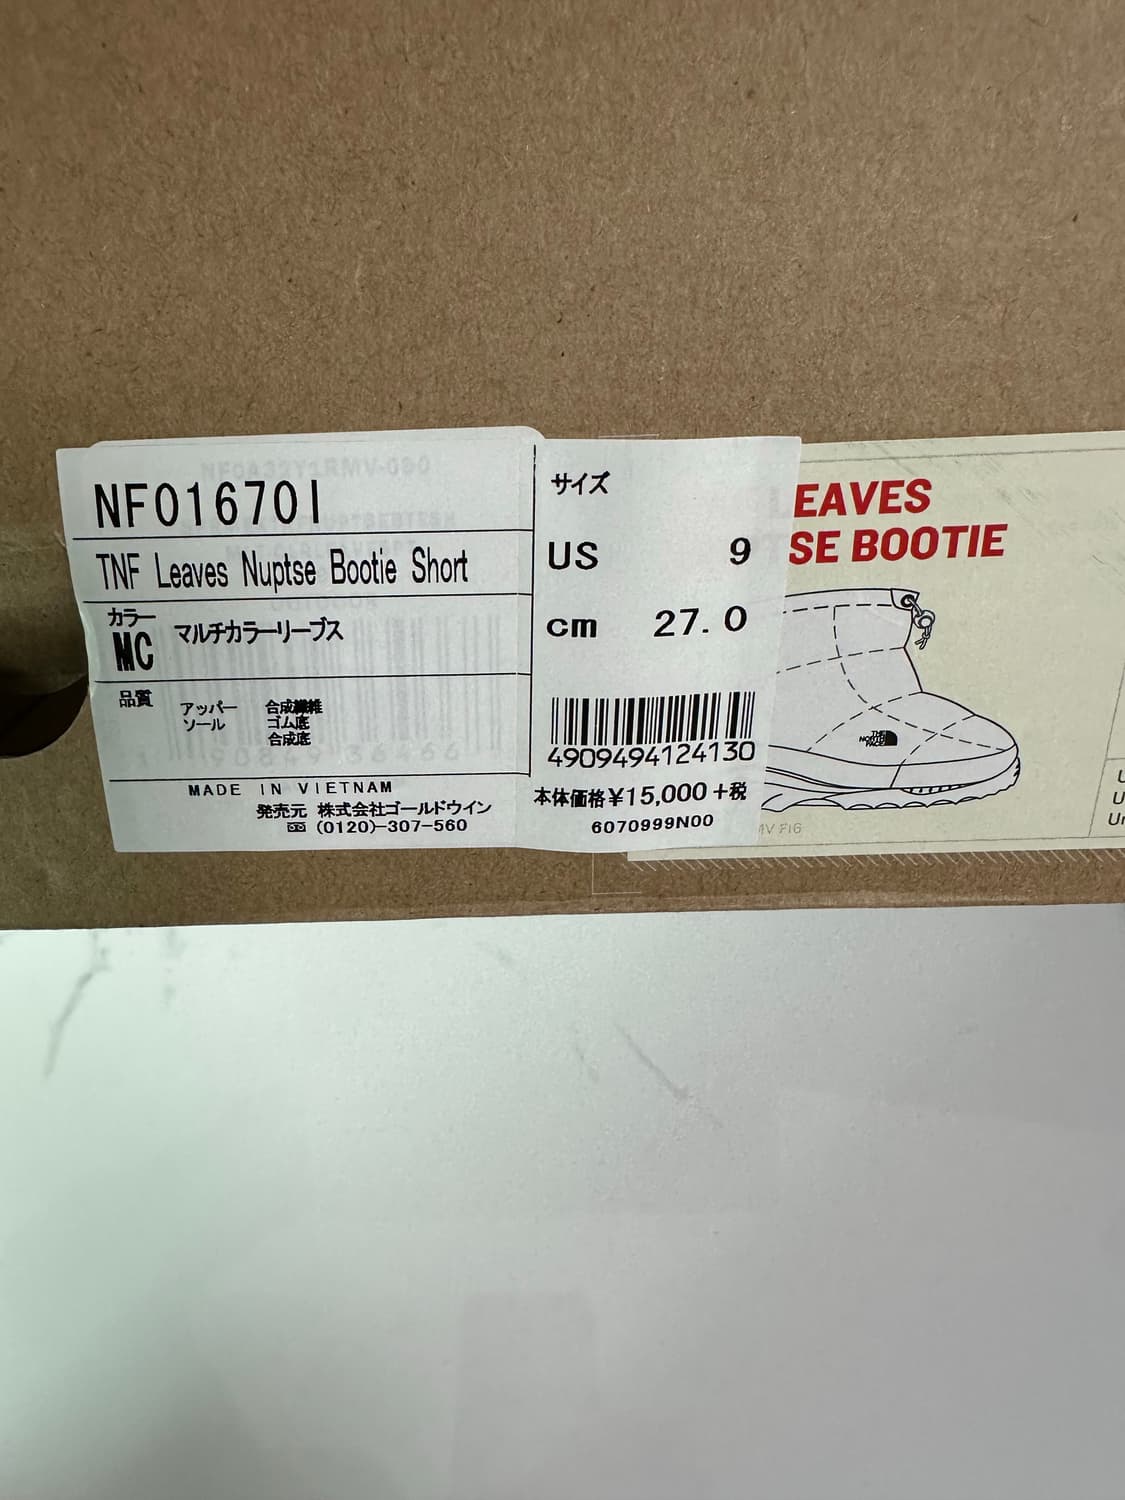 NF01670I
TNF Leaves Nuptse Bootie Short
カラー
MC マルチカラーリーブス
品質
アッパー 合成繊維
ソール ゴム底
合成底
MADE IN VIETNAM
発売元 株式会社ゴールドウイン
(0120)-307-560
サイズ
US 9
cm 27.0
4909494124130
本体価格¥15,000+税
6070999N00
LEAVES
SE BOOTIE
THE
NORTH
FACE